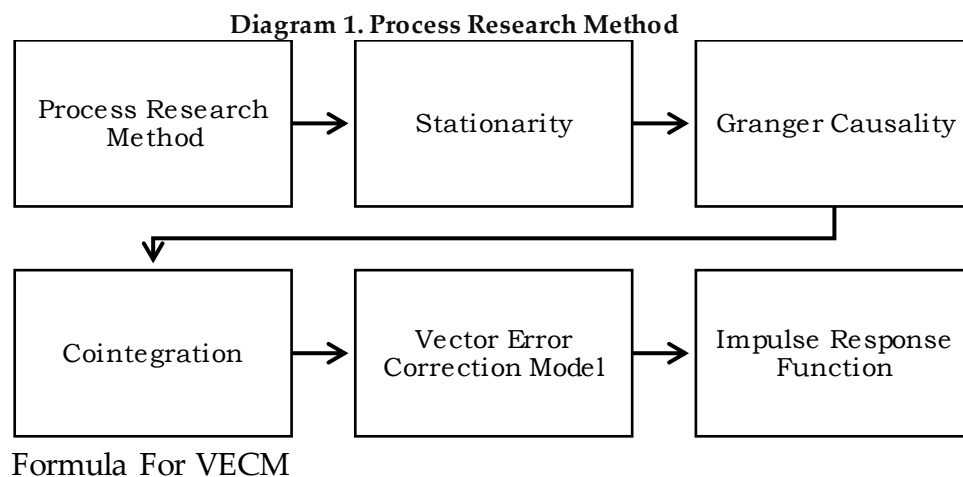 Diagram 1. Process Research Method
Process Research
Method
Stationarity
Granger Causality
Cointegration
Vector Error
Correction Model
Impulse Response
Function
Formula For VECM